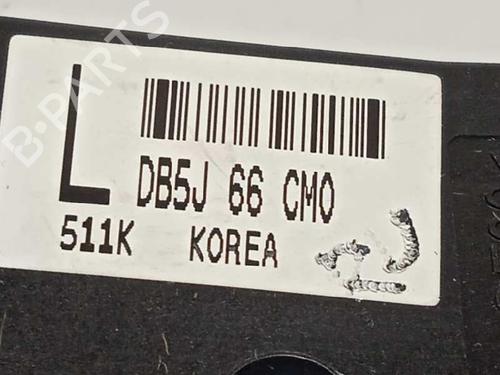 L
DB5J 66 CM0
511K KOREA
B-PARTS